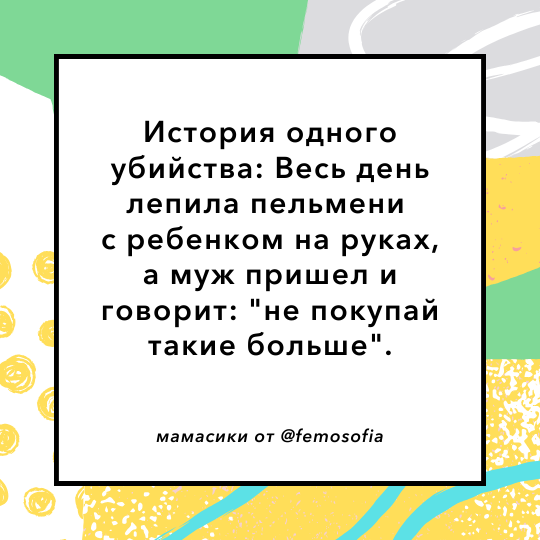 История одного
убийства: Весь день
лепила пельмени
с ребенком на руках,
а муж пришел и
говорит: "не покупай
такие больше".
мамасики от @femosofia